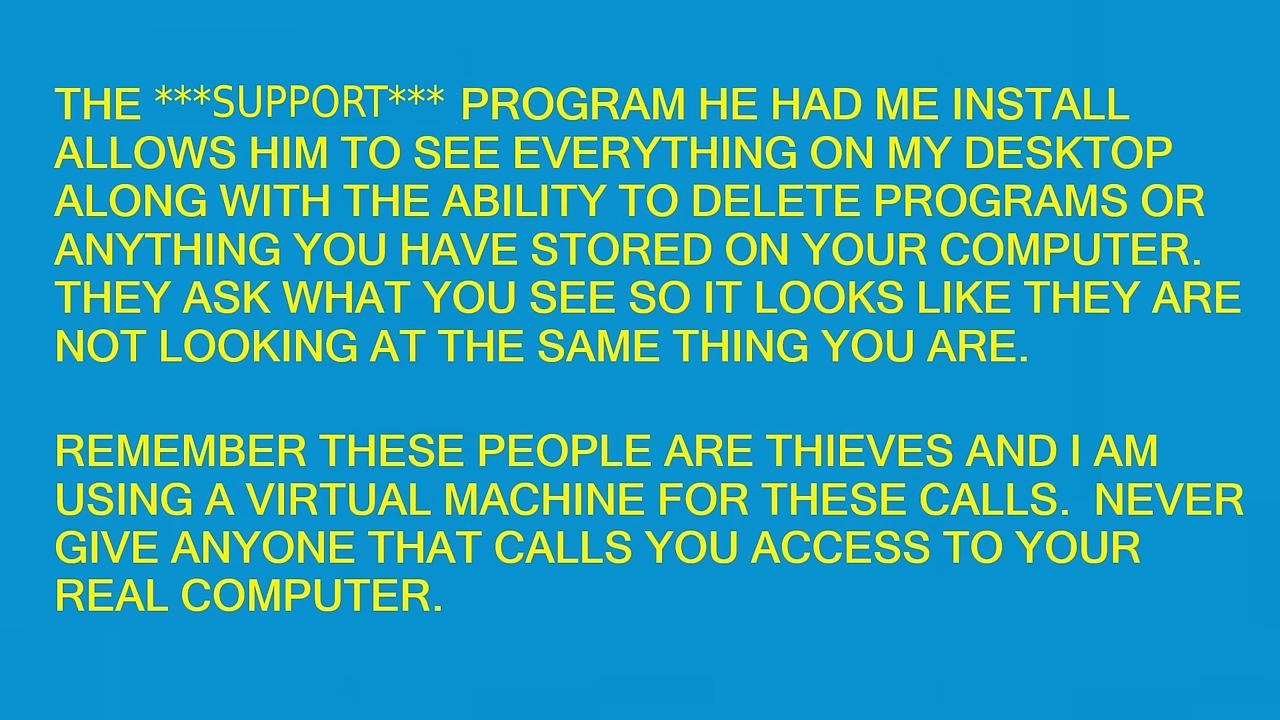 THE ***SUPPORT*** PROGRAM HE HAD ME INSTALL
ALLOWS HIM TO SEE EVERYTHING ON MY DESKTOP
ALONG WITH THE ABILITY TO DELETE PROGRAMS OR
ANYTHING YOU HAVE STORED ON YOUR COMPUTER.
THEY ASK WHAT YOU SEE SO IT LOOKS LIKE THEY ARE
NOT LOOKING AT THE SAME THING YOU ARE.
REMEMBER THESE PEOPLE ARE THIEVES AND I AM
USING A VIRTUAL MACHINE FOR THESE CALLS.  NEVER
GIVE ANYONE THAT CALLS YOU ACCESS TO YOUR
REAL COMPUTER.